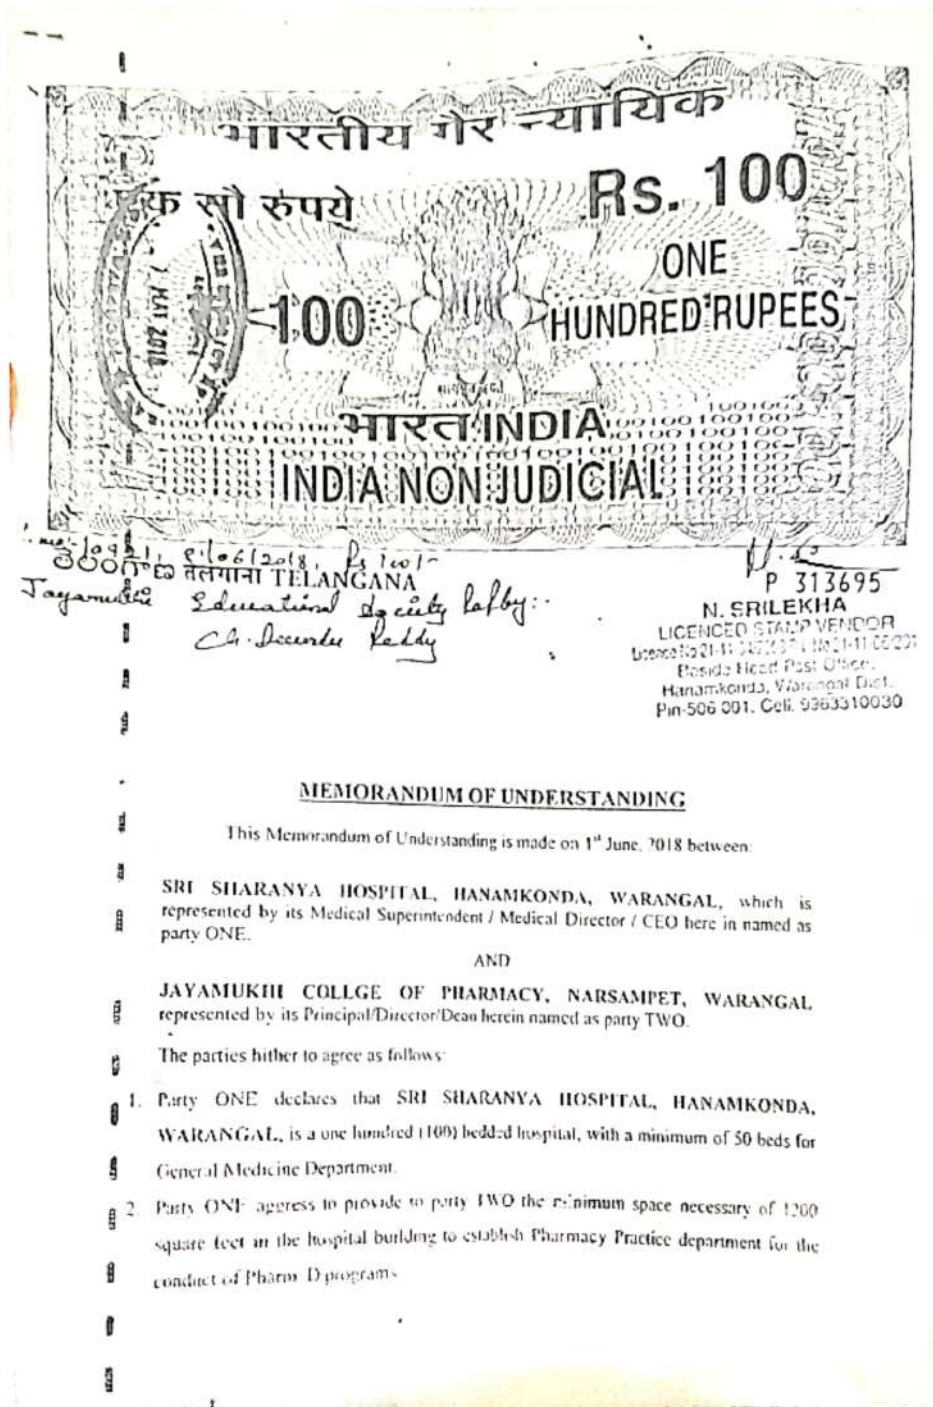 भारतीय गैर न्यायिक
एक सौ रुपये
Rs. 100
ONE
HUNDRED RUPEES
100
भारत INDIA
INDIA NON JUDICIAL
तेलंगाना TELANGANA
Jayamukhi Educational Society Rep by:-
Reddy
P 313695
N. SRILEKHA
LICENCED STAMP VENDOR
Beside Head Post Office,
Hanamkonda, Warangal Dist.
Pin-506 001. Cell. 9963310030
MEMORANDUM OF UNDERSTANDING
This Memorandum of Understanding is made on 1st June, 2018 between:
SRI SHARANYA HOSPITAL, HANAMKONDA, WARANGAL, which is
represented by its Medical Superintendent / Medical Director / CEO here in named as
party ONE.
AND
JAYAMUKHI COLLGE OF PHARMACY, NARSAMPET, WARANGAL
represented by its Principal/Director/Dean herein named as party TWO.
The parties hither to agree as follows:
1. Party ONE declares that SRI SHARANYA HOSPITAL, HANAMKONDA,
WARANGAL, is a one hundred (100) bedded hospital, with a minimum of 50 beds for
General Medicine Department.
2. Party ONE aggress to provide to party TWO the minimum space necessary of 1200
square feet in the hospital building to establish Pharmacy Practice department for the
conduct of Pharm D programs